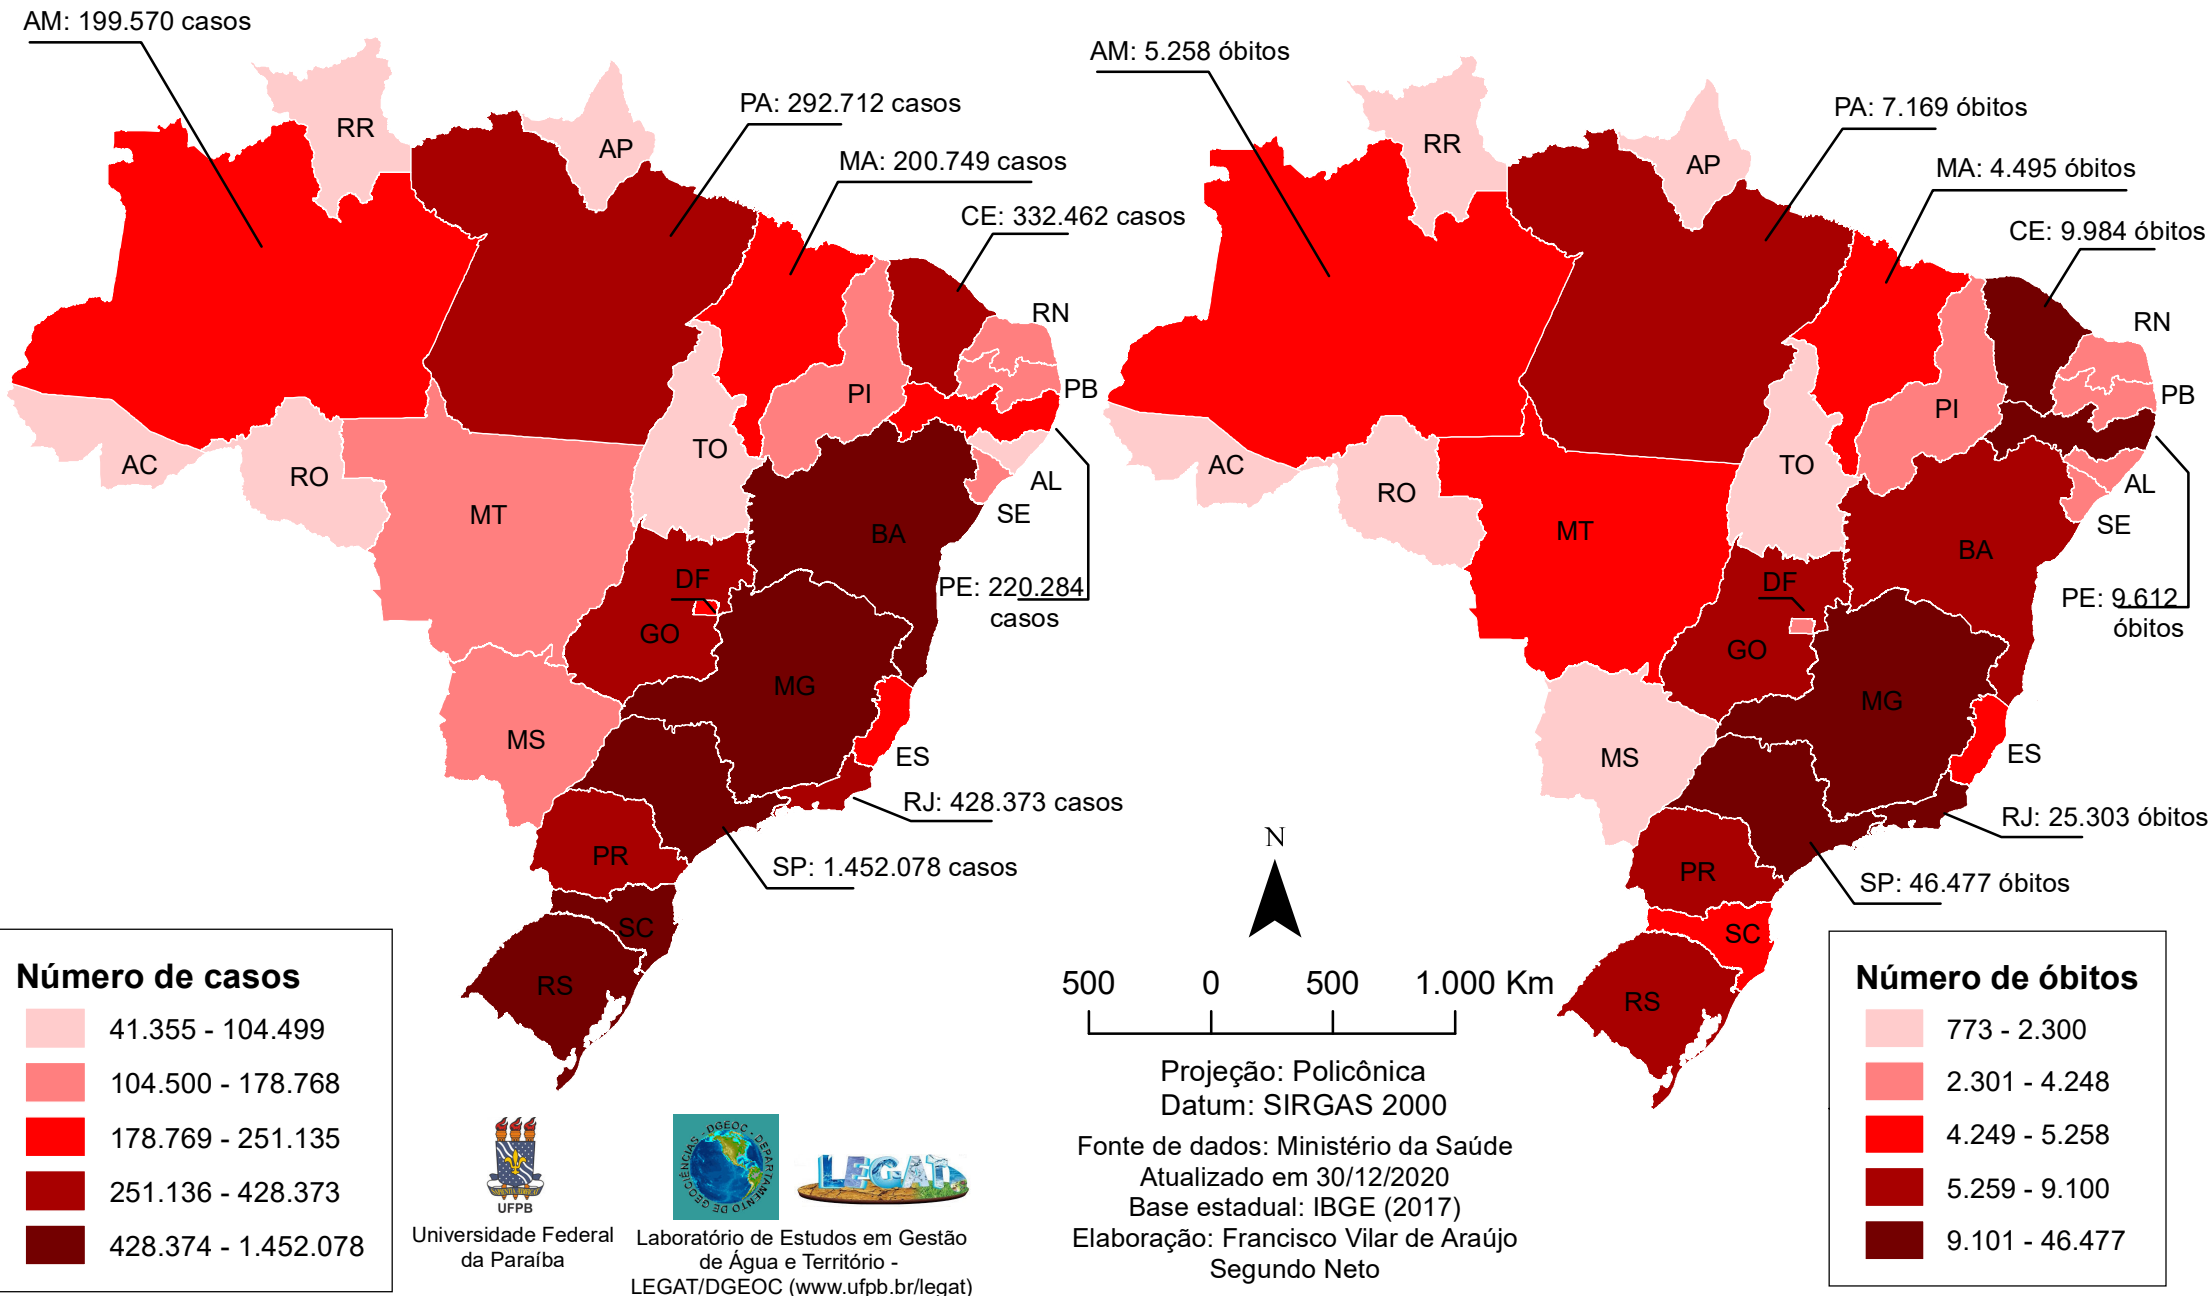 AM: 199.570 casos
RR
AP
PA: 292.712 casos
MA: 200.749 casos
CE: 332.462 casos
RN
PB
PI
TO
AC
RO
MT
AL
SE
BA
DF
PE: 220.284
casos
GO
MG
MS
ES
RJ: 428.373 casos
PR
SP: 1.452.078 casos
SC
RS
Número de casos
41.355 - 104.499
104.500 - 178.768
178.769 - 251.135
251.136 - 428.373
428.374 - 1.452.078
AM: 5.258 óbitos
RR
AP
PA: 7.169 óbitos
MA: 4.495 óbitos
CE: 9.984 óbitos
RN
PB
PI
TO
AC
RO
MT
AL
SE
BA
DF
PE: 9.612
óbitos
GO
MG
MS
ES
RJ: 25.303 óbitos
PR
SP: 46.477 óbitos
SC
RS
Número de óbitos
773 - 2.300
2.301 - 4.248
4.249 - 5.258
5.259 - 9.100
9.101 - 46.477
N
500 0 500 1.000 Km
Projeção: Policônica
Datum: SIRGAS 2000
Fonte de dados: Ministério da Saúde
Atualizado em 30/12/2020
Base estadual: IBGE (2017)
Elaboração: Francisco Vilar de Araújo
Segundo Neto
UFPB
Universidade Federal
da Paraíba
DGEOC - DEPARTAMENTO DE GEOCIÊNCIAS -
LEGAT
Laboratório de Estudos em Gestão
de Água e Território -
LEGAT/DGEOC (www.ufpb.br/legat)